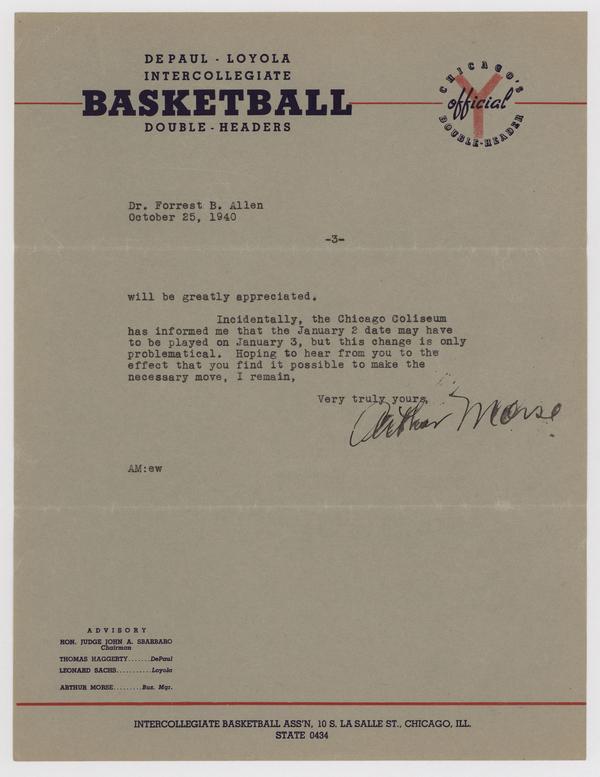 DEPAUL - LOYOLA
INTERCOLLEGIATE
BASKETBALL
DOUBLE - HEADERS
CHICAGO'S
official
DOUBLE-HEADER
Dr. Forrest B. Allen
October 25, 1940
-3-
will be greatly appreciated.
Incidentally, the Chicago Coliseum
has informed me that the January 2 date may have
to be played on January 3, but this change is only
problematical. Hoping to hear from you to the
effect that you find it possible to make the
necessary move, I remain,
Very truly yours,
Arthur Morse
AM:ew
ADVISORY
HON. JUDGE JOHN A. SBARBARO
Chairman
THOMAS HAGGERTY.......DePaul
LEONARD SACHS...........Loyola
ARTHUR MORSE.........Bus. Mgr.
INTERCOLLEGIATE BASKETBALL ASS'N, 10 S. LA SALLE ST., CHICAGO, ILL.
STATE 0434